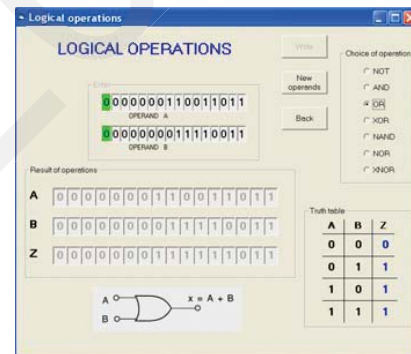 Logical operations
LOGICAL OPERATIONS
Write
Choice of operation
Enter
New operands
NOT
AND
0000000110011011
OPERAND A
OR
Back
XOR
OPERAND B
NAND
NOR
XNOR
Result of operations
A 0000000110011011
B
Z 0000000111111011
Truth table
A B Z
0 0 0
0 1 1
1 0 1
1 1 1
A x = A + B
B